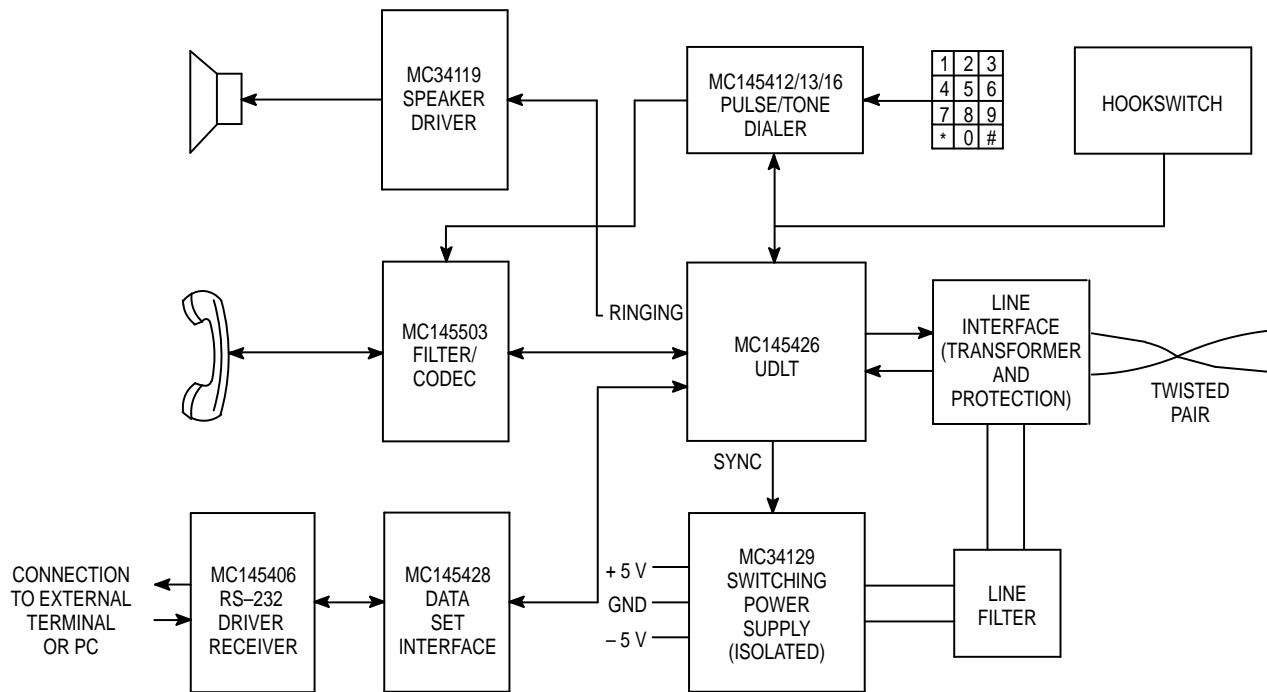 MC34119
SPEAKER
DRIVER
MC145412/13/16
PULSE/TONE
DIALER
1 2 3
4 5 6
7 8 9
* 0 #
HOOKSWITCH
MC145503
FILTER/
CODEC
RINGING
MC145426
UDLT
LINE
INTERFACE
(TRANSFORMER
AND
PROTECTION)
TWISTED
PAIR
SYNC
CONNECTION
TO EXTERNAL
TERMINAL
OR PC
MC145406
RS–232
DRIVER
RECEIVER
MC145428
DATA
SET
INTERFACE
+ 5 V
GND
– 5 V
MC34129
SWITCHING
POWER
SUPPLY
(ISOLATED)
LINE
FILTER